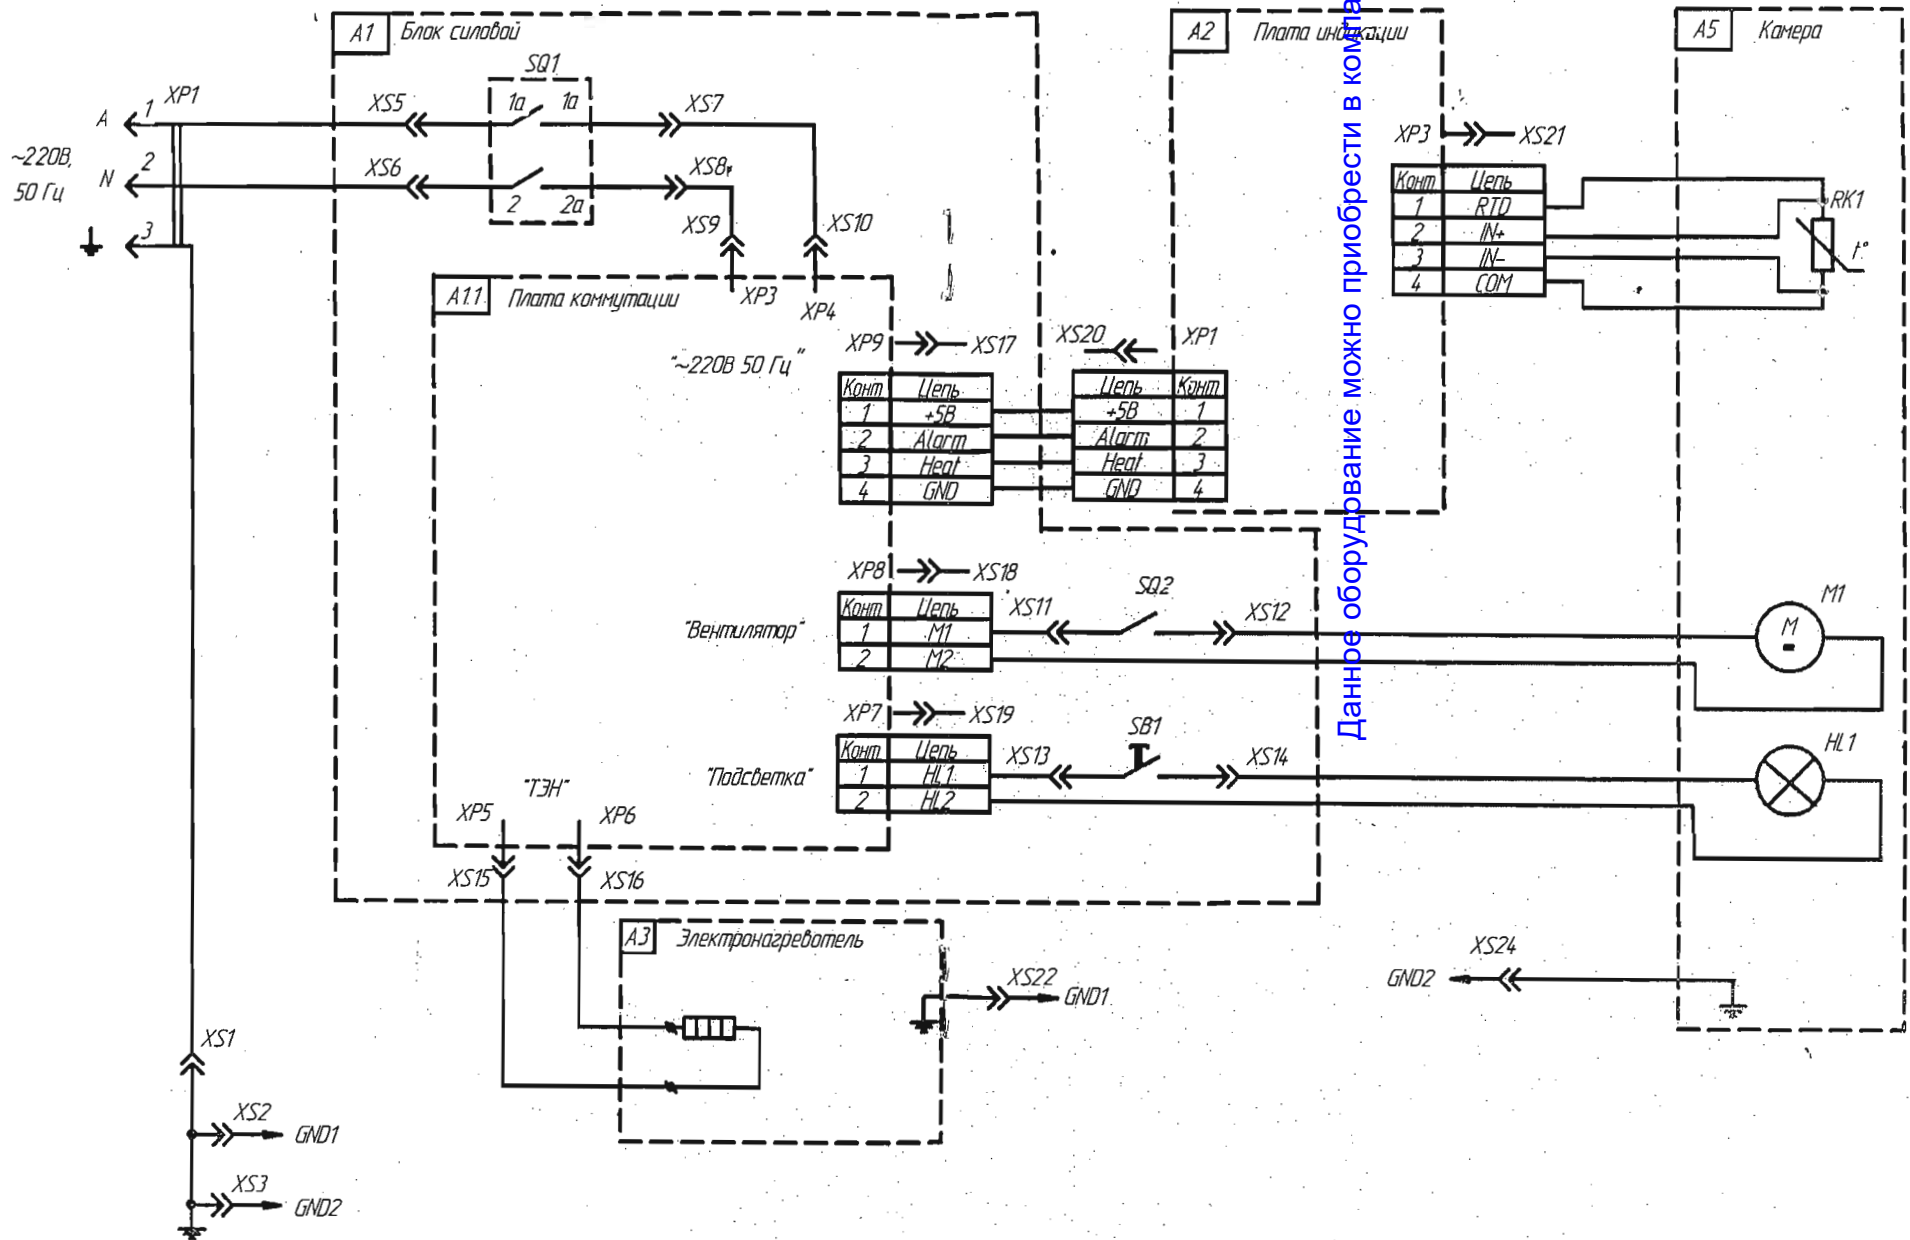 A1 Блок силовой
A2 Плата индикации
A5 Камера
SQ1
XP1
A 1
XS5
1a 1a
XS7
~220В,
50 Гц
N 2
XS6
2 2a
XS8
3
XS9
XS10
XP3
XP4
A1.1 Плата коммутации
"~220В 50 Гц"
XP3 XS21
Конт Цепь
1 RTD
2 IN+
3 IN-
4 COM
RK1
t°
XP9 XS17
Конт Цепь
1 +5В
2 Alarm
3 Heat
4 GND
XS20 XP1
Цепь Конт
+5В 1
Alarm 2
Heat 3
GND 4
XP8 XS18
"Вентилятор"
Конт Цепь
1 M1
2 M2
XS11
SQ2
XS12
M1
M
XP7 XS19
"Подсветка"
Конт Цепь
1 HL1
2 HL2
XS13
SB1
XS14
HL1
"ТЭН"
XP5 XP6
XS15 XS16
A3 Электронагреватель
XS22
GND1
XS24
GND2
XS1
XS2
GND1
XS3
GND2
Данное оборудование можно приобрести в компа